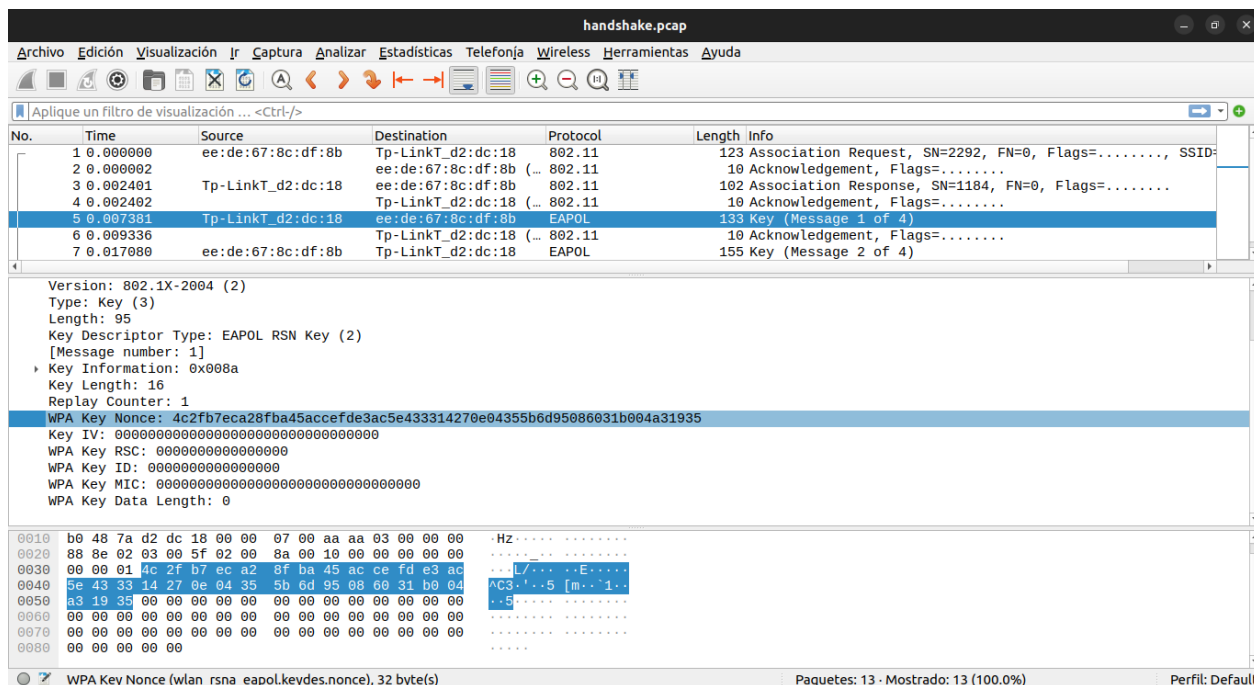 handshake.pcap
Archivo Edición Visualización Ir Captura Analizar Estadísticas Telefonía Wireless Herramientas Ayuda
Aplique un filtro de visualización … <Ctrl-/>
No. Time Source Destination Protocol Length Info
1 0.000000 ee:de:67:8c:df:8b Tp-LinkT_d2:dc:18 802.11 123 Association Request, SN=2292, FN=0, Flags=........, SSID=
2 0.000002 ee:de:67:8c:df:8b (… 802.11 10 Acknowledgement, Flags=........
3 0.002401 Tp-LinkT_d2:dc:18 ee:de:67:8c:df:8b 802.11 102 Association Response, SN=1184, FN=0, Flags=........
4 0.002402 Tp-LinkT_d2:dc:18 (… 802.11 10 Acknowledgement, Flags=........
5 0.007381 Tp-LinkT_d2:dc:18 ee:de:67:8c:df:8b EAPOL 133 Key (Message 1 of 4)
6 0.009336 Tp-LinkT_d2:dc:18 (… 802.11 10 Acknowledgement, Flags=........
7 0.017080 ee:de:67:8c:df:8b Tp-LinkT_d2:dc:18 EAPOL 155 Key (Message 2 of 4)
Version: 802.1X-2004 (2)
Type: Key (3)
Length: 95
Key Descriptor Type: EAPOL RSN Key (2)
[Message number: 1]
Key Information: 0x008a
Key Length: 16
Replay Counter: 1
WPA Key Nonce: 4c2fb7eca28fba45accefde3ac5e433314270e04355b6d95086031b004a31935
Key IV: 00000000000000000000000000000000
WPA Key RSC: 0000000000000000
WPA Key ID: 0000000000000000
WPA Key MIC: 00000000000000000000000000000000
WPA Key Data Length: 0
0010 b0 48 7a d2 dc 18 00 00 07 00 aa aa 03 00 00 00 ·Hz····· ········
0020 88 8e 02 03 00 5f 02 00 8a 00 10 00 00 00 00 00 ·····_·· ········
0030 00 00 01 4c 2f b7 ec a2 8f ba 45 ac ce fd e3 ac ···L/··· ··E·····
0040 5e 43 33 14 27 0e 04 35 5b 6d 95 08 60 31 b0 04 ^C3·'··5 [m··`1··
0050 a3 19 35 00 00 00 00 00 00 00 00 00 00 00 00 00 ··5····· ········
0060 00 00 00 00 00 00 00 00 00 00 00 00 00 00 00 00 ········ ········
0070 00 00 00 00 00 00 00 00 00 00 00 00 00 00 00 00 ········ ········
0080 00 00 00 00 00 ·····
WPA Key Nonce (wlan_rsna_eapol.keydes.nonce), 32 byte(s) Paquetes: 13 · Mostrado: 13 (100.0%) Perfil: Default